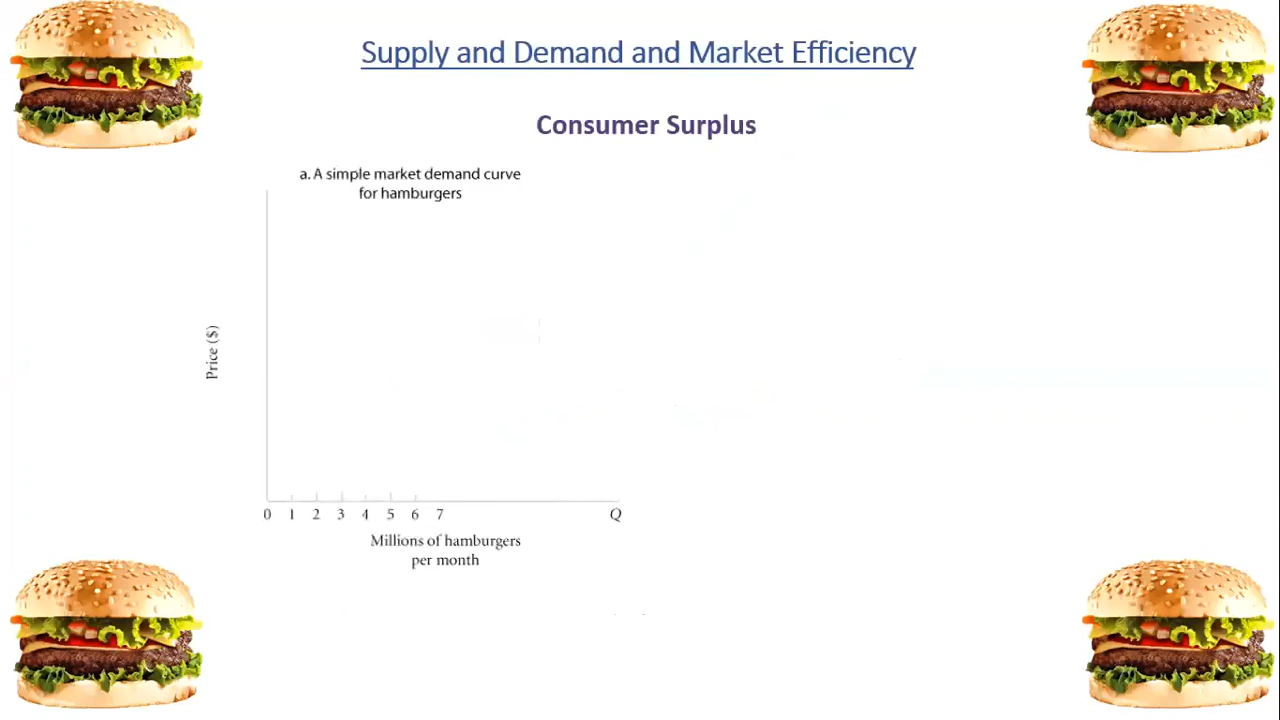 Supply and Demand and Market Efficiency
Consumer Surplus
a. A simple market demand curve
for hamburgers
Price ($)
0 1 2 3 4 5 6 7 Q
Millions of hamburgers
per month